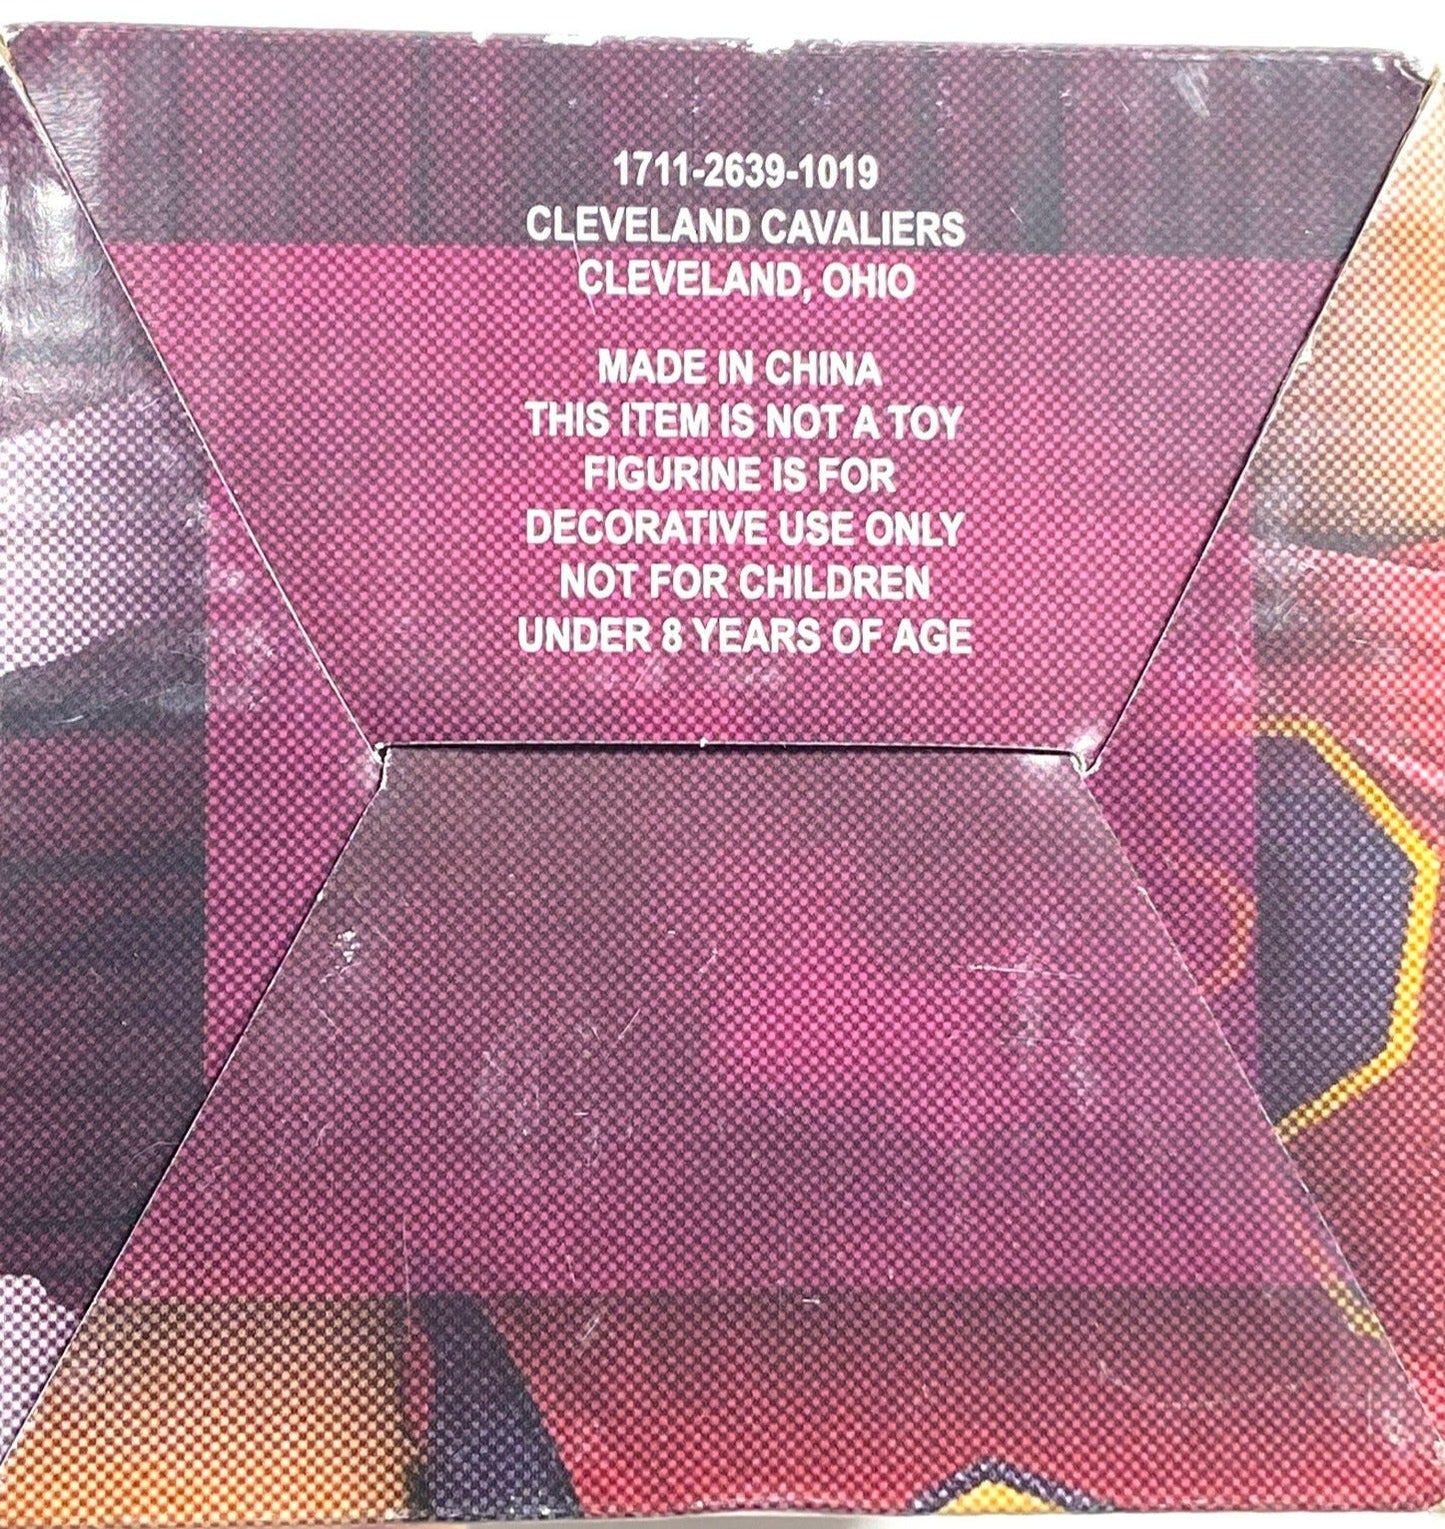 1711-2639-1019
CLEVELAND CAVALIERS
CLEVELAND, OHIO
MADE IN CHINA
THIS ITEM IS NOT A TOY
FIGURINE IS FOR
DECORATIVE USE ONLY
NOT FOR CHILDREN
UNDER 8 YEARS OF AGE